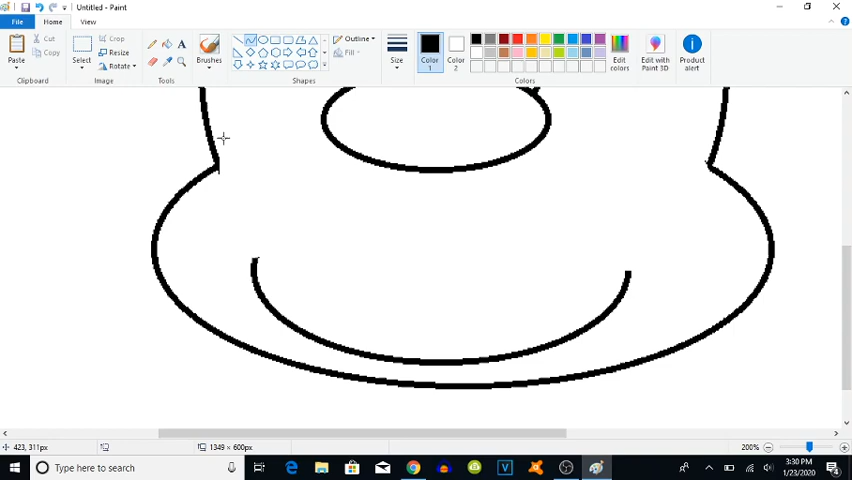 Untitled - Paint
File Home View
Paste
Cut
Copy
Clipboard
Select
Crop
Resize
Rotate
Image
A
Tools
Brushes
Outline
Fill
Shapes
Size
Color 1
Color 2
Colors
Edit colors
Edit with Paint 3D
Product alert
423, 311px
1349 × 600px
200%
Type here to search
3:30 PM
1/23/2020
4